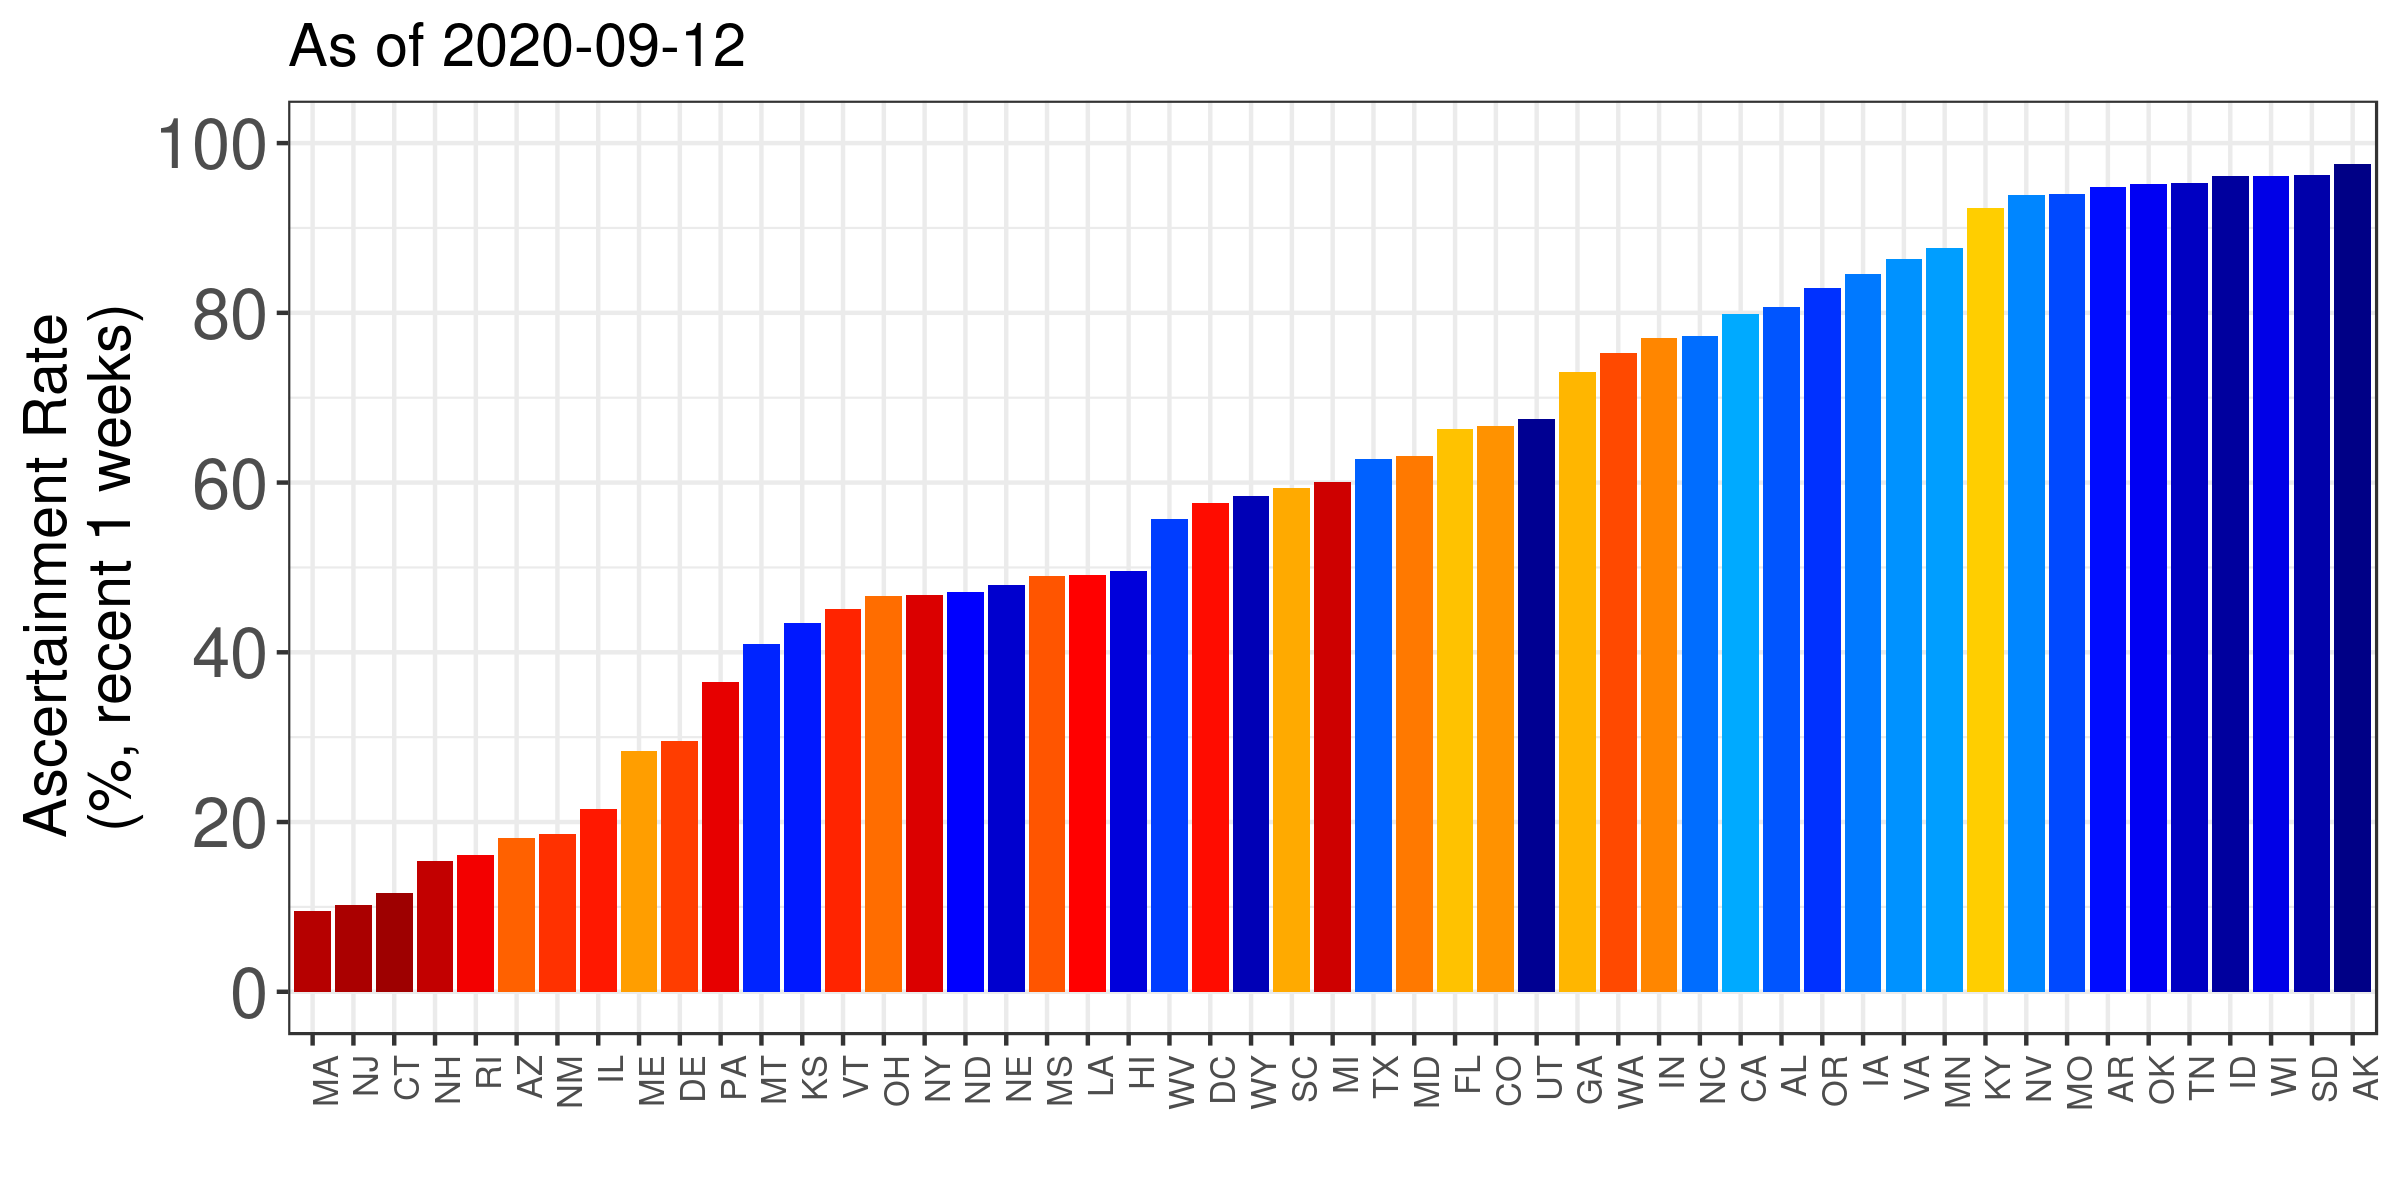 As of 2020-09-12
Ascertainment Rate
(%, recent 1 weeks)
100
80
60
40
20
0
MA NJ CT NH RI AZ NM IL ME DE PA MT KS VT OH NY ND NE MS LA HI WV DC WY SC MI TX MD FL CO UT GA WA IN NC CA AL OR IA VA MN KY NV MO AR OK TN ID WI SD AK